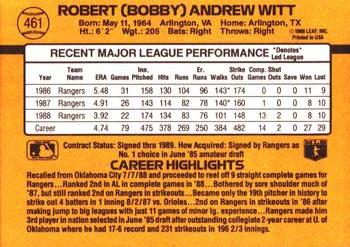 461
ROBERT (BOBBY) ANDREW WITT
Born: May 11, 1964 Arlington, VA Home: Arlington, TX
Ht: 6'2" Wgt: 205 Bats: Right Throws: Right
© 1988 LEAF, INC.
Printed in USA
RECENT MAJOR LEAGUE PERFORMANCE *Denotes Led League
Year Team Name ERA Games Innings Pitched Hits Runs Er. Runs Walks Strike Outs Comp. Games Shut Outs Save Won Lost
1986 Rangers 5.48 31 158 130 104 96 143* 174 0 0 0 11 9
1987 Rangers 4.91 26 143 114 82 78 140* 160 1 0 0 8 10
1988 Rangers 3.92 22 174 134 83 76 101 148 13 2 0 8 10
Career 4.74 79 475 378 269 250 384 482 14 2 0 27 29
Contract Status: Signed thru 1989. How Acquired: Signed by Rangers as
No. 1 choice in June '85 amateur draft
CAREER HIGHLIGHTS
Recalled from Oklahoma City 7/7/88 and proceeded to reel off 9 straight complete games for
Rangers...Ranked 2nd in AL in complete games in '88...Bothered by sore shoulder much of
'87, but still ranked 2nd on Rangers in strikeouts...Became only the 19th pitcher in history to
strike out 4 batters in 1 inning 8/2/87 vs. Orioles...2nd on Rangers in strikeouts in '86 after
making jump to big leagues with just 11 games of minor league experience...Rangers made
him 3rd player in nation selected in June '85 draft after outstanding collegiate 2-year career at U. of
Oklahoma where he had 17-6 record and 231 strikeouts in 196 2/3 innings.